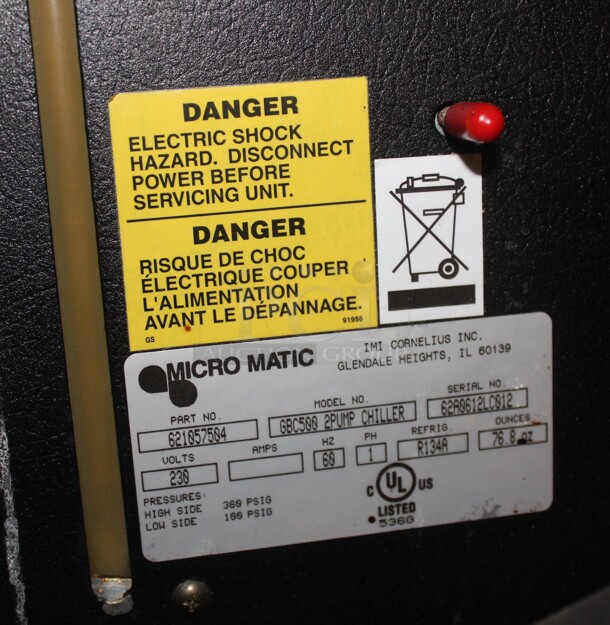 DANGER
ELECTRIC SHOCK
HAZARD. DISCONNECT
POWER BEFORE
SERVICING UNIT.
DANGER
RISQUE DE CHOC
ÉLECTRIQUE COUPER
L'ALIMENTATION
AVANT LE DÉPANNAGE.
GS 91956
MICRO MATIC
IMI CORNELIUS INC.
GLENDALE HEIGHTS, IL 60139
PART NO. MODEL NO. SERIAL NO.
621057504 GBC500 2PUMP CHILLER 62A0612LC012
VOLTS AMPS HZ PH REFRIG. OUNCES
230 60 1 R134A 76.8 OZ
PRESSURES:
HIGH SIDE 360 PSIG
LOW SIDE 100 PSIG
C UL US
LISTED
536G